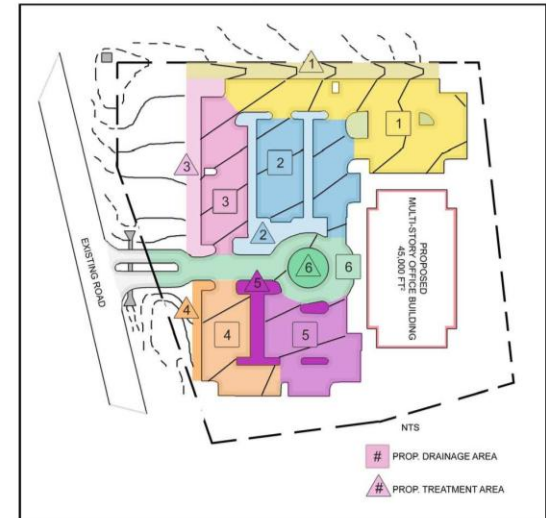 1
1
3
2
3
2
EXISTING ROAD
6
6
5
4
4
5
PROPOSED
MULTI-STORY OFFICE BUILDING
45,000 FT²
NTS
# PROP. DRAINAGE AREA
# PROP. TREATMENT AREA